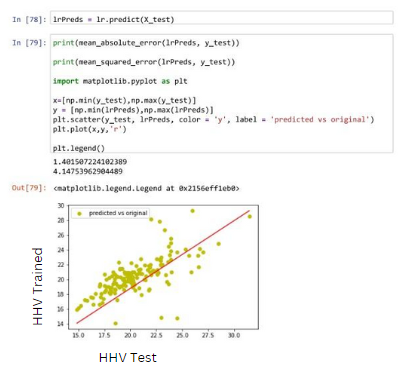 In [78]: lrPreds = lr.predict(X_test)
In [79]: print(mean_absolute_error(lrPreds, y_test))
print(mean_squared_error(lrPreds, y_test))
import matplotlib.pyplot as plt
x=[np.min(y_test),np.max(y_test)]
y = [np.min(lrPreds),np.max(lrPreds)]
plt.scatter(y_test, lrPreds, color = 'y', label = 'predicted vs original')
plt.plot(x,y,'r')
plt.legend()
1.401507224102389
4.14753962904489
Out[79]: <matplotlib.legend.Legend at 0x2156eff1eb0>
predicted vs original
30
28
26
24
22
20
18
16
14
15.0 17.5 20.0 22.5 25.0 27.5 30.0
HHV Trained
HHV Test